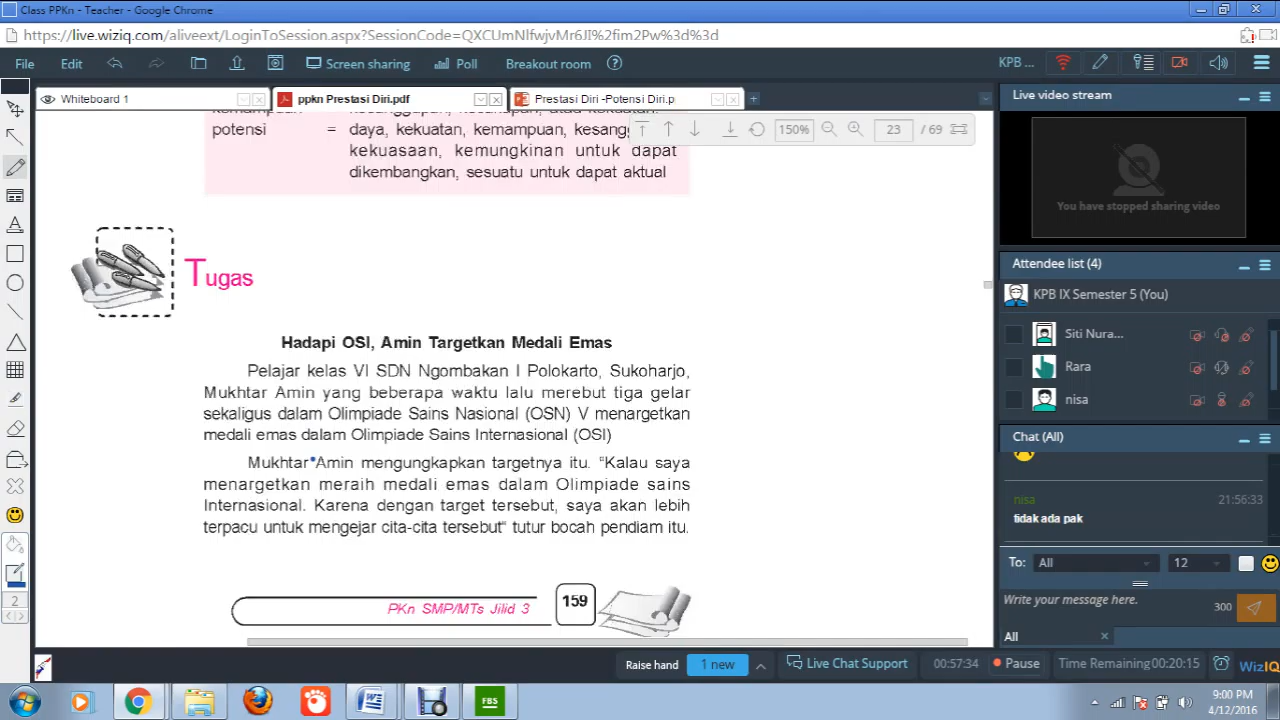 Class PPKn - Teacher - Google Chrome
https://live.wiziq.com/aliveext/LoginToSession.aspx?SessionCode=QXCUmNlfwjvMr6JI%2fim2Pw%3d%3d
File Edit Screen sharing Poll Breakout room KPB ...
Whiteboard 1 ppkn Prestasi Diri.pdf Prestasi Diri -Potensi Diri.p
150% 23 / 69
potensi = daya, kekuatan, kemampuan,
kekuasaan, kemungkinan untuk dapat
dikembangkan, sesuatu untuk dapat aktual
Tugas
Hadapi OSI, Amin Targetkan Medali Emas
Pelajar kelas VI SDN Ngombakan I Polokarto, Sukoharjo,
Mukhtar Amin yang beberapa waktu lalu merebut tiga gelar
sekaligus dalam Olimpiade Sains Nasional (OSN) V menargetkan
medali emas dalam Olimpiade Sains Internasional (OSI)
Mukhtar Amin mengungkapkan targetnya itu. "Kalau saya
menargetkan meraih medali emas dalam Olimpiade sains
Internasional. Karena dengan target tersebut, saya akan lebih
terpacu untuk mengejar cita-cita tersebut" tutur bocah pendiam itu.
PKn SMP/MTs Jilid 3 159
Live video stream
You have stopped sharing video
Attendee list (4)
KPB IX Semester 5 (You)
Siti Nura...
Rara
nisa
Chat (All)
nisa 21:56:33
tidak ada pak
To: All 12
Write your message here. 300
All
2
Raise hand 1 new Live Chat Support 00:57:34 Pause Time Remaining 00:20:15 WizIQ
FBS
9:00 PM
4/12/2016